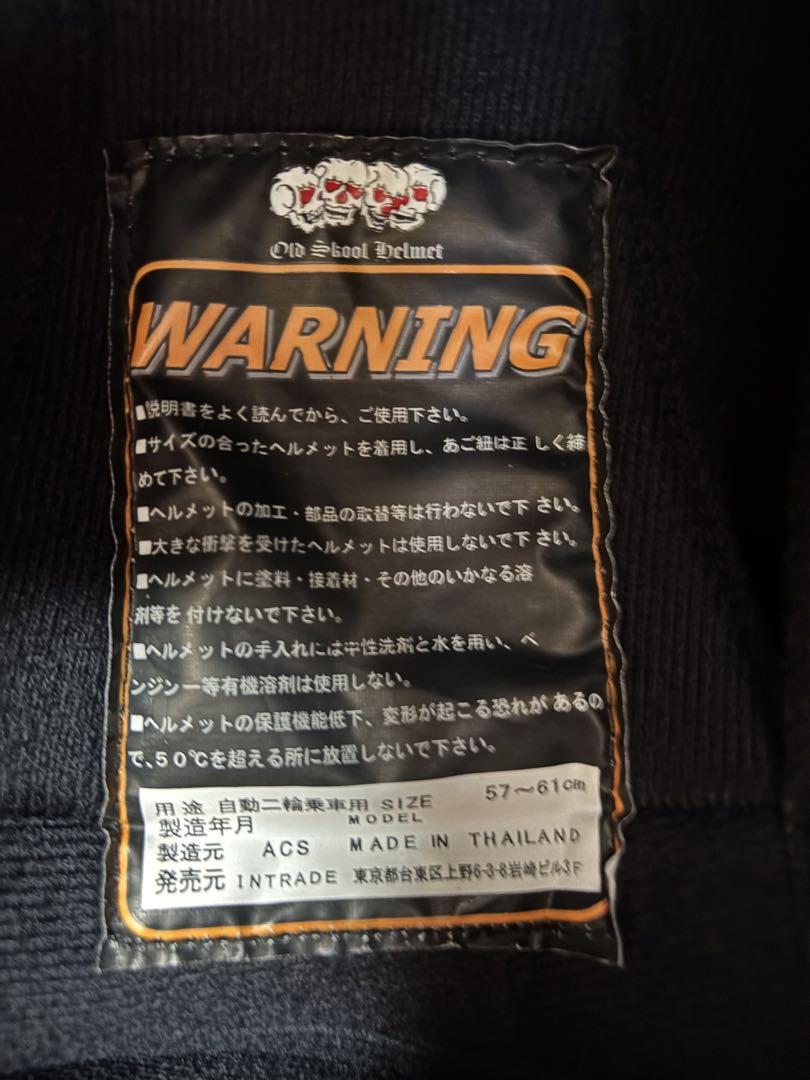 Old Skool Helmet
WARNING
■説明書をよく読んでから、ご使用下さい。
■サイズの合ったヘルメットを着用し、あご紐は正 しく締
めて下さい。
■ヘルメットの加工・部品の取替等は行わないで下 さい。
■大きな衝撃を受けたヘルメットは使用しないで下 さい。
■ヘルメットに塗料・接着材・その他のいかなる溶
剤等を 付けないで下さい。
■ヘルメットの手入れには中性洗剤と水を用い、ベ
ンジンー等有機溶剤は使用しない。
■ヘルメットの保護機能低下、変形が起こる恐れが あるの
で、50℃を超える所に放置しないで下さい。
用途 自動二輪乗車用 SIZE 57～61cm
製造年月 MODEL
製造元 ACS MADE IN THAILAND
発売元 INTRADE 東京都台東区上野6-3-8岩崎ビル3F